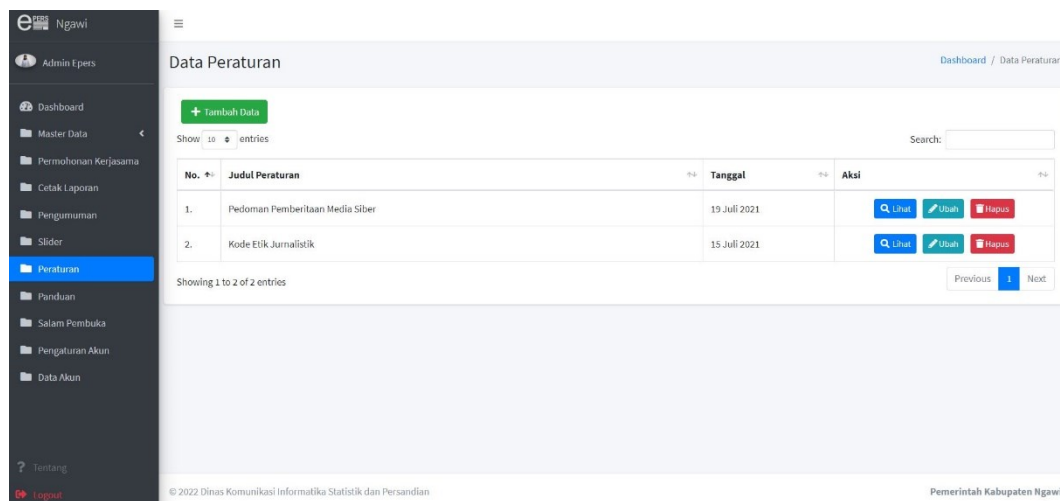 ePERS Ngawi
Admin Epers
Dashboard
Master Data
Permohonan Kerjasama
Cetak Laporan
Pengumuman
Slider
Peraturan
Panduan
Salam Pembuka
Pengaturan Akun
Data Akun
Tentang
Logout
Data Peraturan
Dashboard / Data Peraturan
Tambah Data
Show 10 entries
Search:
No. Judul Peraturan Tanggal Aksi
1. Pedoman Pemberitaan Media Siber 19 Juli 2021 Lihat Ubah Hapus
2. Kode Etik Jurnalistik 15 Juli 2021 Lihat Ubah Hapus
Showing 1 to 2 of 2 entries
Previous 1 Next
© 2022 Dinas Komunikasi Informatika Statistik dan Persandian
Pemerintah Kabupaten Ngawi